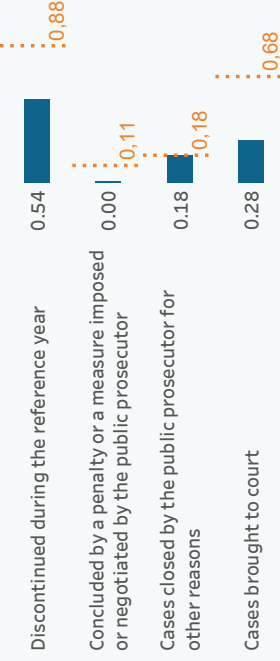 Discontinued during the reference year
0.54
0,88
Concluded by a penalty or a measure imposed
or negotiated by the public prosecutor
0.00
0,11
Cases closed by the public prosecutor for
other reasons
0.18
0,18
Cases brought to court
0.28
0,68